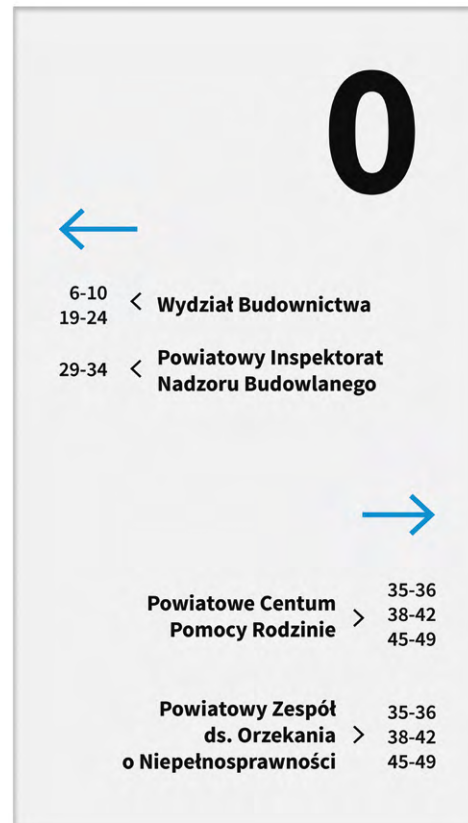 0
←
6-10
19-24
< Wydział Budownictwa
29-34 < Powiatowy Inspektorat
Nadzoru Budowlanego
→
Powiatowe Centum
Pomocy Rodzinie >
35-36
38-42
45-49
Powiatowy Zespół
ds. Orzekania
o Niepełnosprawności >
35-36
38-42
45-49